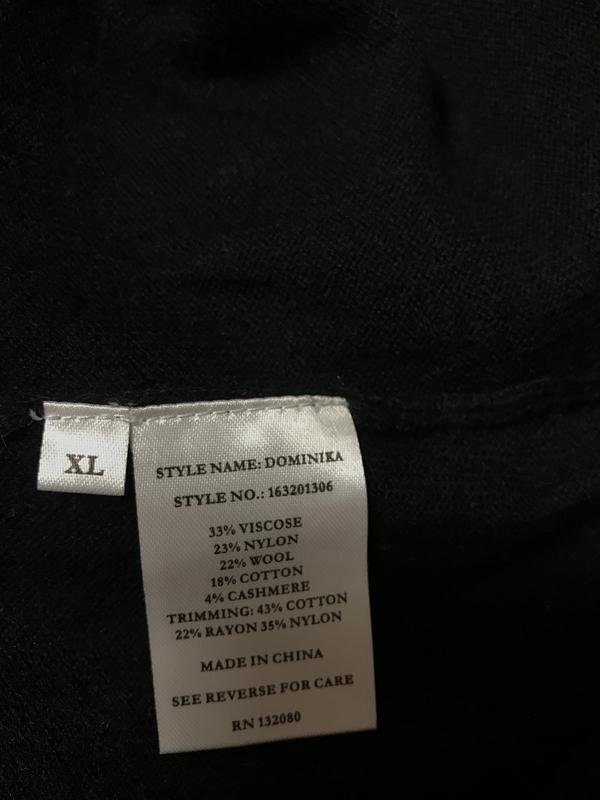 XL
STYLE NAME: DOMINIKA
STYLE NO.: 163201306
33% VISCOSE
23% NYLON
22% WOOL
18% COTTON
4% CASHMERE
TRIMMING: 43% COTTON
22% RAYON 35% NYLON
MADE IN CHINA
SEE REVERSE FOR CARE
RN 132080